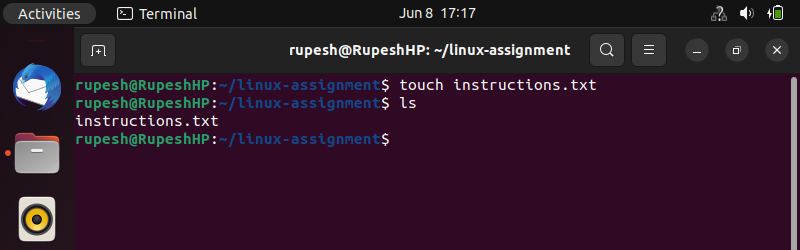 Activities Terminal Jun 8 17:17
rupesh@RupeshHP: ~/linux-assignment
rupesh@RupeshHP:~/linux-assignment$ touch instructions.txt
rupesh@RupeshHP:~/linux-assignment$ ls
instructions.txt
rupesh@RupeshHP:~/linux-assignment$